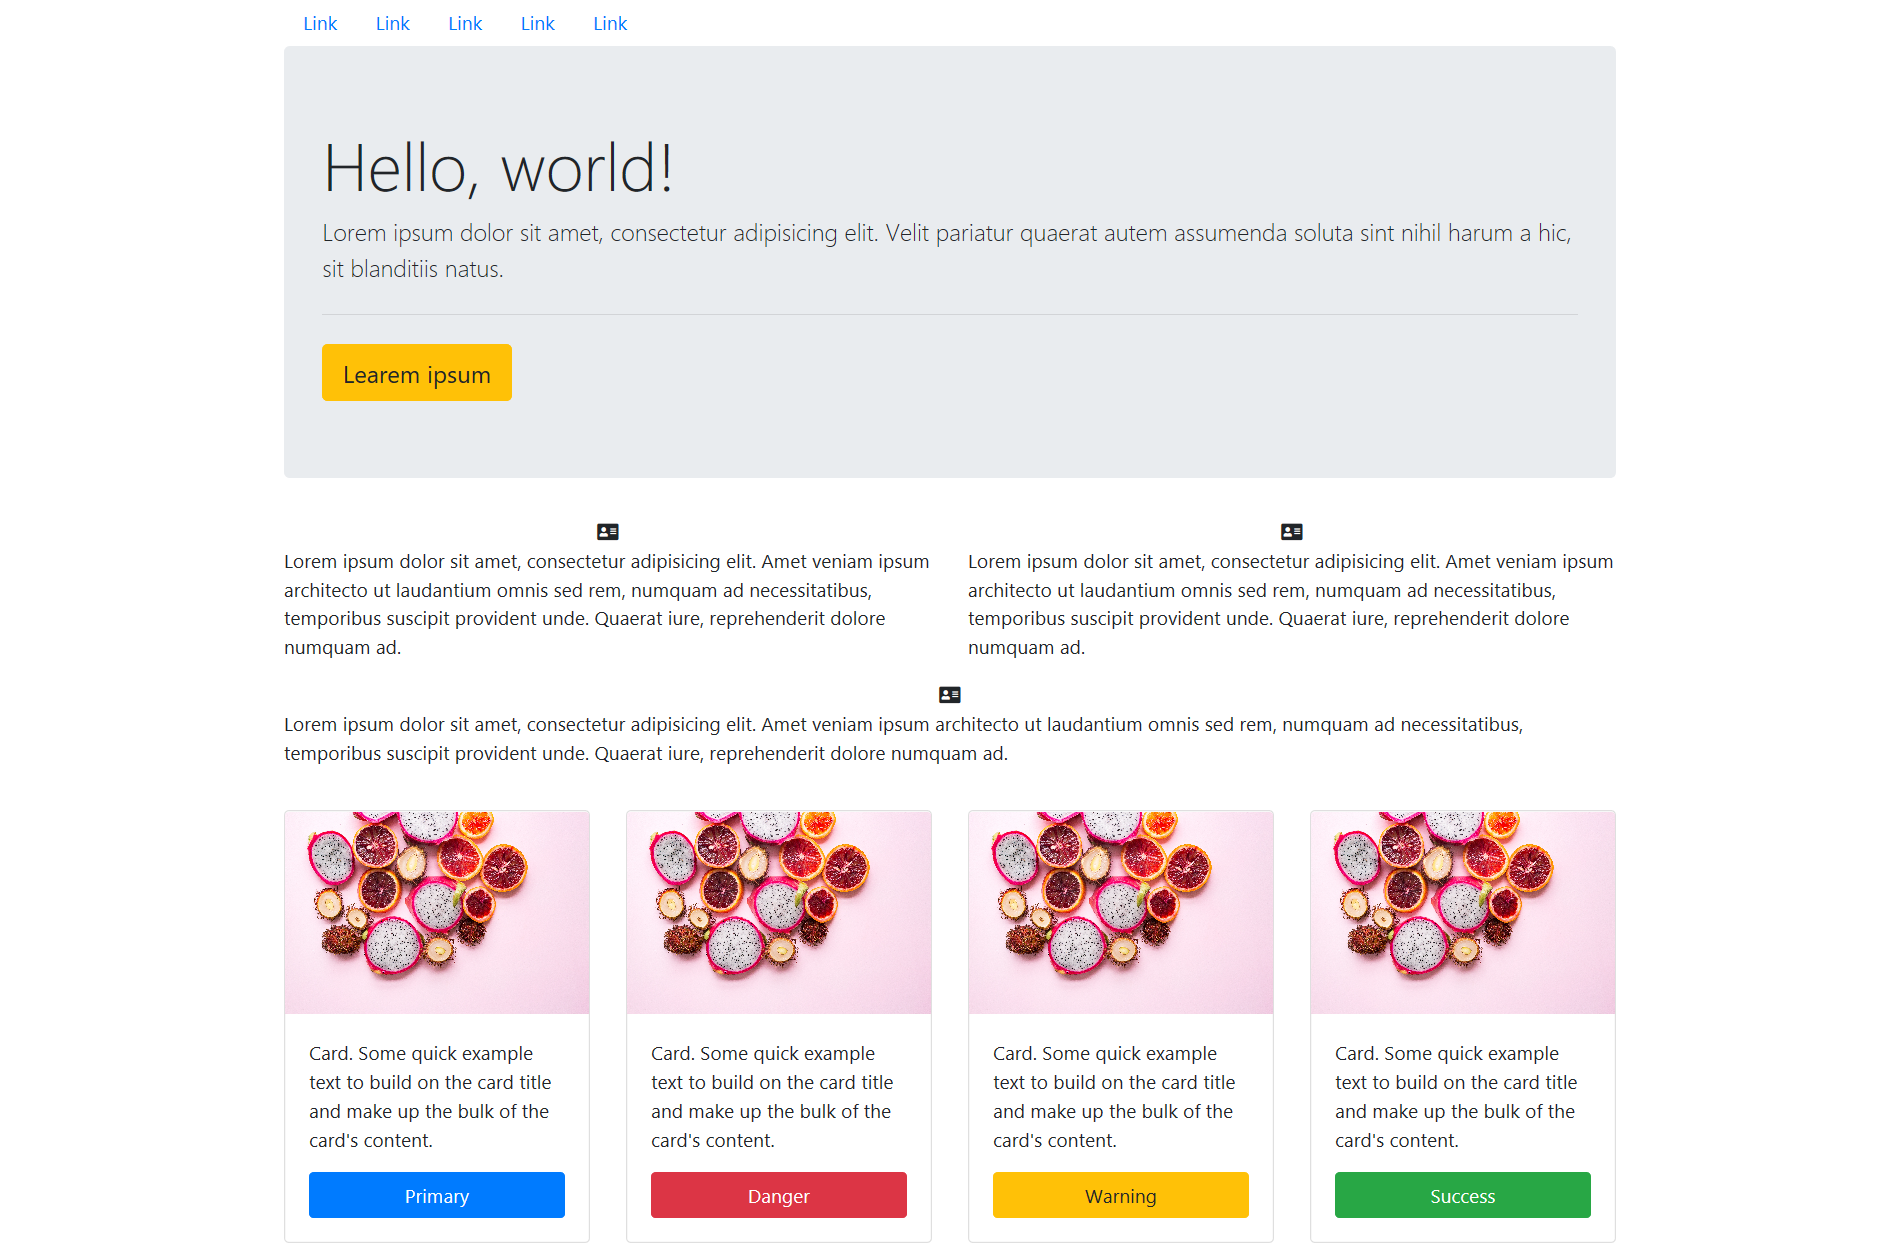 Link Link Link Link Link
Hello, world!
Lorem ipsum dolor sit amet, consectetur adipisicing elit. Velit pariatur quaerat autem assumenda soluta sint nihil harum a hic,
sit blanditiis natus.
Learem ipsum
Lorem ipsum dolor sit amet, consectetur adipisicing elit. Amet veniam ipsum
architecto ut laudantium omnis sed rem, numquam ad necessitatibus,
temporibus suscipit provident unde. Quaerat iure, reprehenderit dolore
numquam ad.
Lorem ipsum dolor sit amet, consectetur adipisicing elit. Amet veniam ipsum
architecto ut laudantium omnis sed rem, numquam ad necessitatibus,
temporibus suscipit provident unde. Quaerat iure, reprehenderit dolore
numquam ad.
Lorem ipsum dolor sit amet, consectetur adipisicing elit. Amet veniam ipsum architecto ut laudantium omnis sed rem, numquam ad necessitatibus,
temporibus suscipit provident unde. Quaerat iure, reprehenderit dolore numquam ad.
Card. Some quick example
text to build on the card title
and make up the bulk of the
card's content.
Primary
Card. Some quick example
text to build on the card title
and make up the bulk of the
card's content.
Danger
Card. Some quick example
text to build on the card title
and make up the bulk of the
card's content.
Warning
Card. Some quick example
text to build on the card title
and make up the bulk of the
card's content.
Success